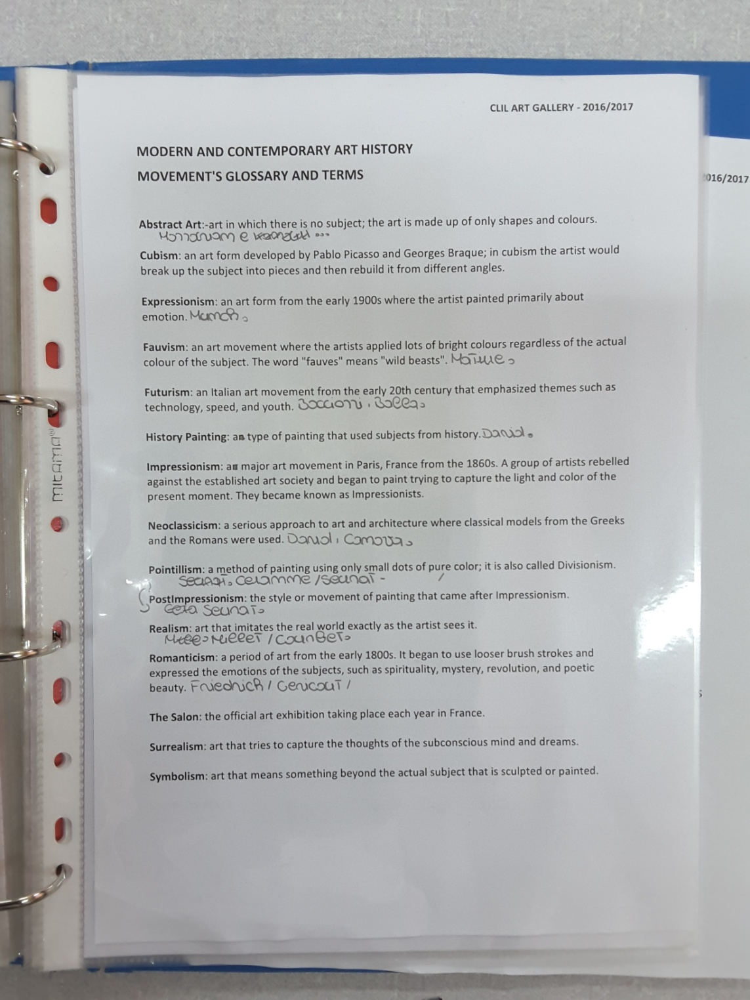 CLIL ART GALLERY - 2016/2017
MODERN AND CONTEMPORARY ART HISTORY
MOVEMENT'S GLOSSARY AND TERMS
016/2017
Abstract Art:-art in which there is no subject; the art is made up of only shapes and colours.
Cubism: an art form developed by Pablo Picasso and Georges Braque; in cubism the artist would
break up the subject into pieces and then rebuild it from different angles.
Expressionism: an art form from the early 1900s where the artist painted primarily about
emotion.
Fauvism: an art movement where the artists applied lots of bright colours regardless of the actual
colour of the subject. The word "fauves" means "wild beasts".
Futurism: an Italian art movement from the early 20th century that emphasized themes such as
technology, speed, and youth. Boccioni, Balla.
History Painting: a type of painting that used subjects from history. David.
Impressionism: a major art movement in Paris, France from the 1860s. A group of artists rebelled
against the established art society and began to paint trying to capture the light and color of the
present moment. They became known as Impressionists.
Neoclassicism: a serious approach to art and architecture where classical models from the Greeks
and the Romans were used. David, Canova.
Pointillism: a method of painting using only small dots of pure color; it is also called Divisionism.
PostImpressionism: the style or movement of painting that came after Impressionism.
Realism: art that imitates the real world exactly as the artist sees it.
Millet / Courbet.
Romanticism: a period of art from the early 1800s. It began to use looser brush strokes and
expressed the emotions of the subjects, such as spirituality, mystery, revolution, and poetic
beauty. Friedrich / Gericout /
The Salon: the official art exhibition taking place each year in France.
Surrealism: art that tries to capture the thoughts of the subconscious mind and dreams.
Symbolism: art that means something beyond the actual subject that is sculpted or painted.
mitama